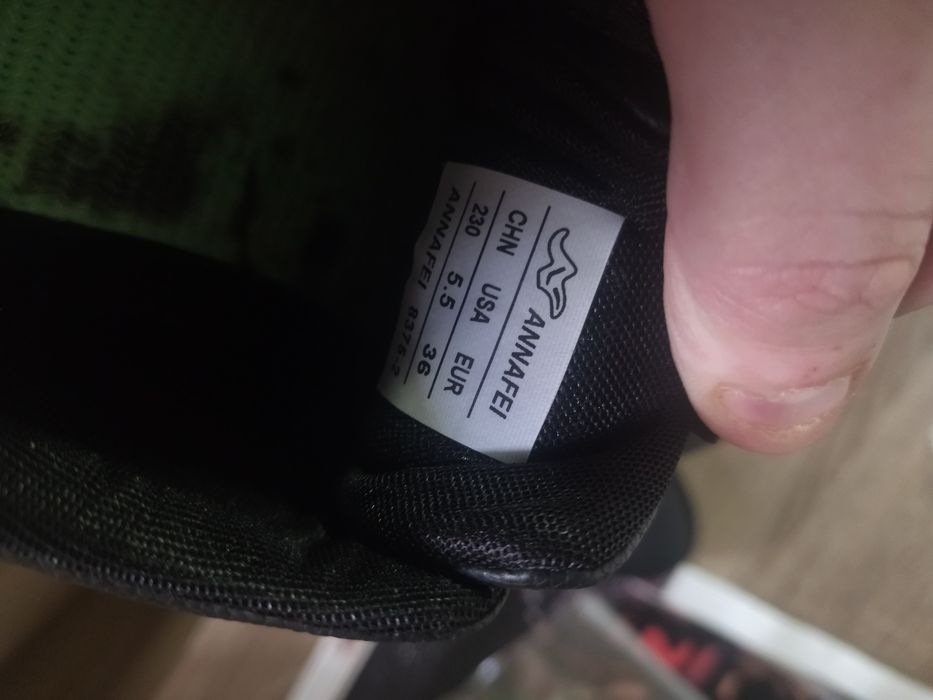 ANNAFEI
CHN USA EUR
230 5.5 36
ANNAFEI 8376-2